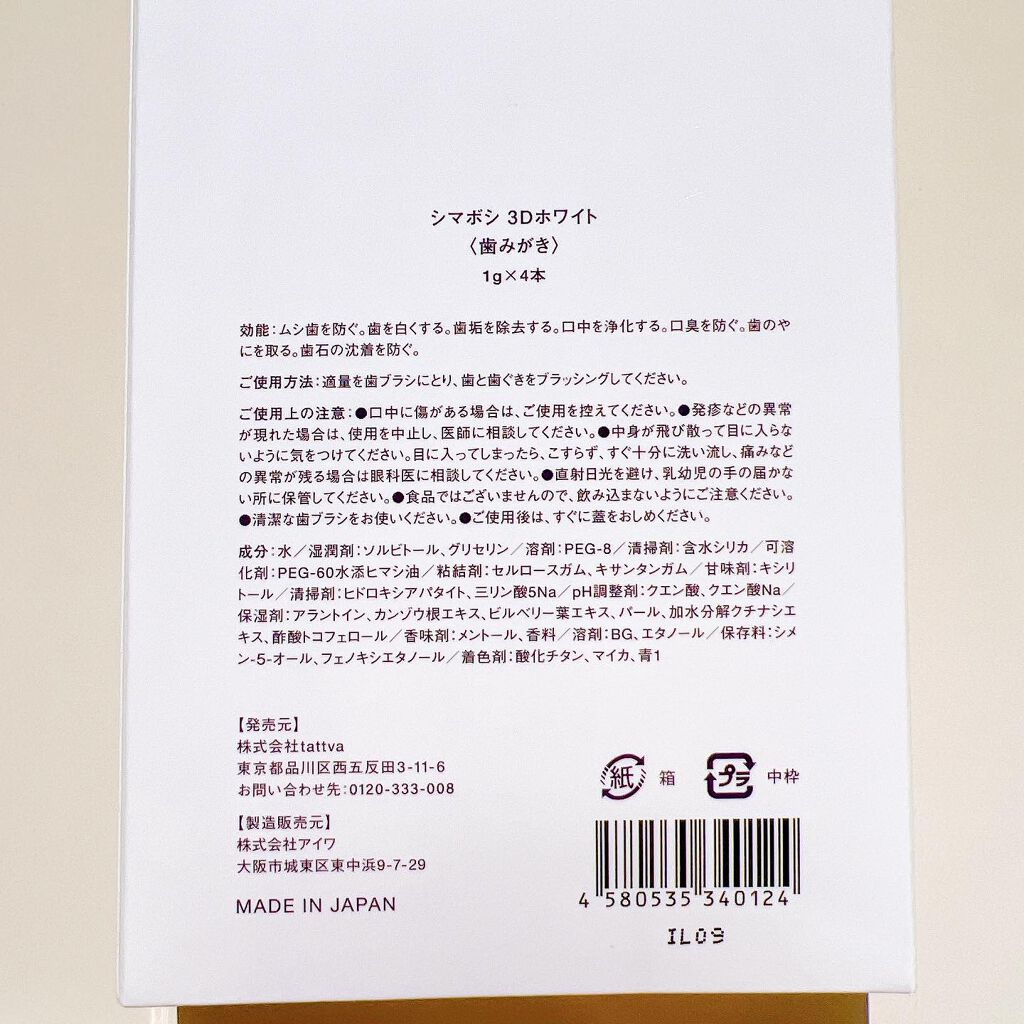 シマボシ 3Dホワイト
〈歯みがき〉
1g×4本
効能：ムシ歯を防ぐ。歯を白くする。歯垢を除去する。口中を浄化する。口臭を防ぐ。歯のや
にを取る。歯石の沈着を防ぐ。
ご使用方法：適量を歯ブラシにとり、歯と歯ぐきをブラッシングしてください。
ご使用上の注意：●口中に傷がある場合は、ご使用を控えてください。●発疹などの異常
が現れた場合は、使用を中止し、医師に相談してください。●中身が飛び散って目に入らな
いように気をつけてください。目に入ってしまったら、こすらず、すぐ十分に洗い流し、痛みなど
の異常が残る場合は眼科医に相談してください。●直射日光を避け、乳幼児の手の届かな
い所に保管してください。●食品ではございませんので、飲み込まないようにご注意ください。
●清潔な歯ブラシをお使いください。●ご使用後は、すぐに蓋をおしめください。
成分：水／湿潤剤：ソルビトール、グリセリン／溶剤：PEG-8／清掃剤：含水シリカ／可溶
化剤：PEG-60水添ヒマシ油／粘結剤：セルロースガム、キサンタンガム／甘味剤：キシリ
トール／清掃剤：ヒドロキシアパタイト、三リン酸5Na／pH調整剤：クエン酸、クエン酸Na／
保湿剤：アラントイン、カンゾウ根エキス、ビルベリー葉エキス、パール、加水分解クチナシエ
キス、酢酸トコフェロール／香味剤：メントール、香料／溶剤：BG、エタノール／保存料：シメ
ン-5-オール、フェノキシエタノール／着色剤：酸化チタン、マイカ、青1
【発売元】
株式会社tattva
東京都品川区西五反田3-11-6
お問い合わせ先：0120-333-008
紙 箱 プラ 中枠
【製造販売元】
株式会社アイワ
大阪市城東区東中浜9-7-29
MADE IN JAPAN
4 580535 340124
IL09